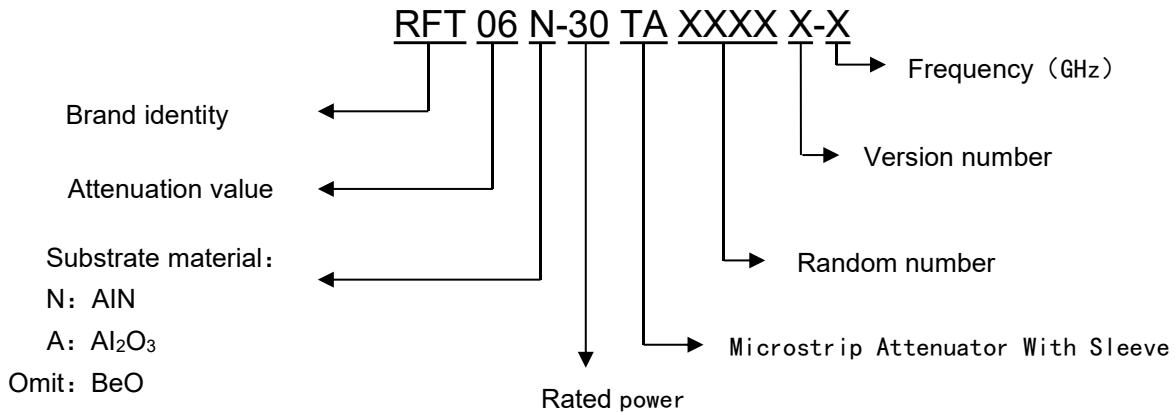 RFT 06 N-30 TA XXXX X-X
Frequency（GHz）
Brand identity
Version number
Attenuation value
Substrate material：
Random number
N：AlN
A：Al₂O₃
Microstrip Attenuator With Sleeve
Omit：BeO
Rated power